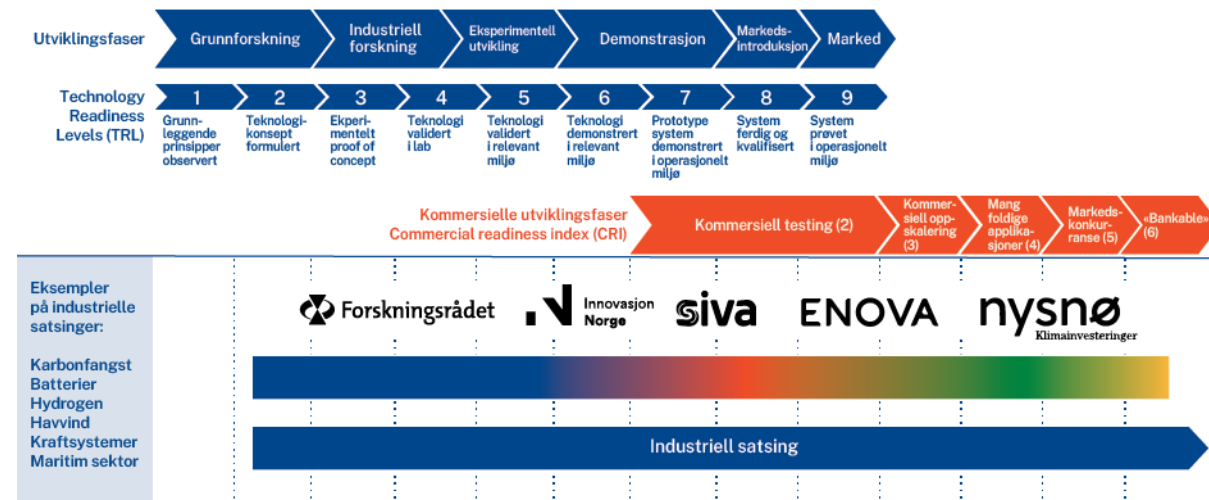 Utviklingsfaser
Grunnforskning
Industriell
forskning
Eksperimentell
utvikling
Demonstrasjon
Markeds-
introduksjon
Marked
Technology
Readiness
Levels (TRL)
1
2
3
4
5
6
7
8
9
Grunn-
leggende
prinsipper
observert
Teknologi-
konsept
formulert
Ekperi-
mentelt
proof of
concept
Teknologi
validert
i lab
Teknologi
validert
i relevant
miljø
Teknologi
demonstrert
i relevant
miljø
Prototype
system
demonstrert
i operasjonelt
miljø
System
ferdig og
kvalifisert
System
prøvet
i operasjonelt
miljø
Kommersielle utviklingsfaser
Commercial readiness index (CRI)
Kommersiell testing (2)
Kommer-
siell opp-
skalering
(3)
Mang
foldige
applika-
sjoner (4)
Markeds-
konkur-
ranse (5)
«Bankable»
(6)
Eksempler
på industrielle
satsinger:
Forskningsrådet
Innovasjon
Norge
siva
ENOVA
nysnø
Klimainvesteringer
Karbonfangst
Batterier
Hydrogen
Havvind
Kraftsystemer
Maritim sektor
Industriell satsing